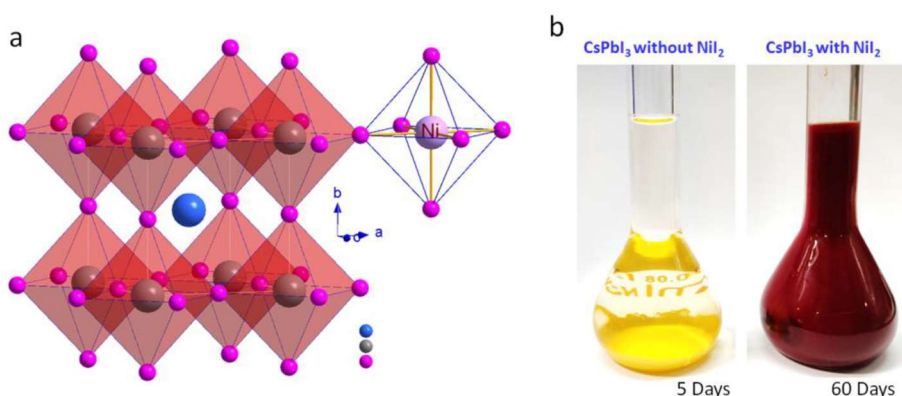 a
Ni
b
a
c
b
CsPbI₃ without NiI₂
CsPbI₃ with NiI₂
5 Days
60 Days